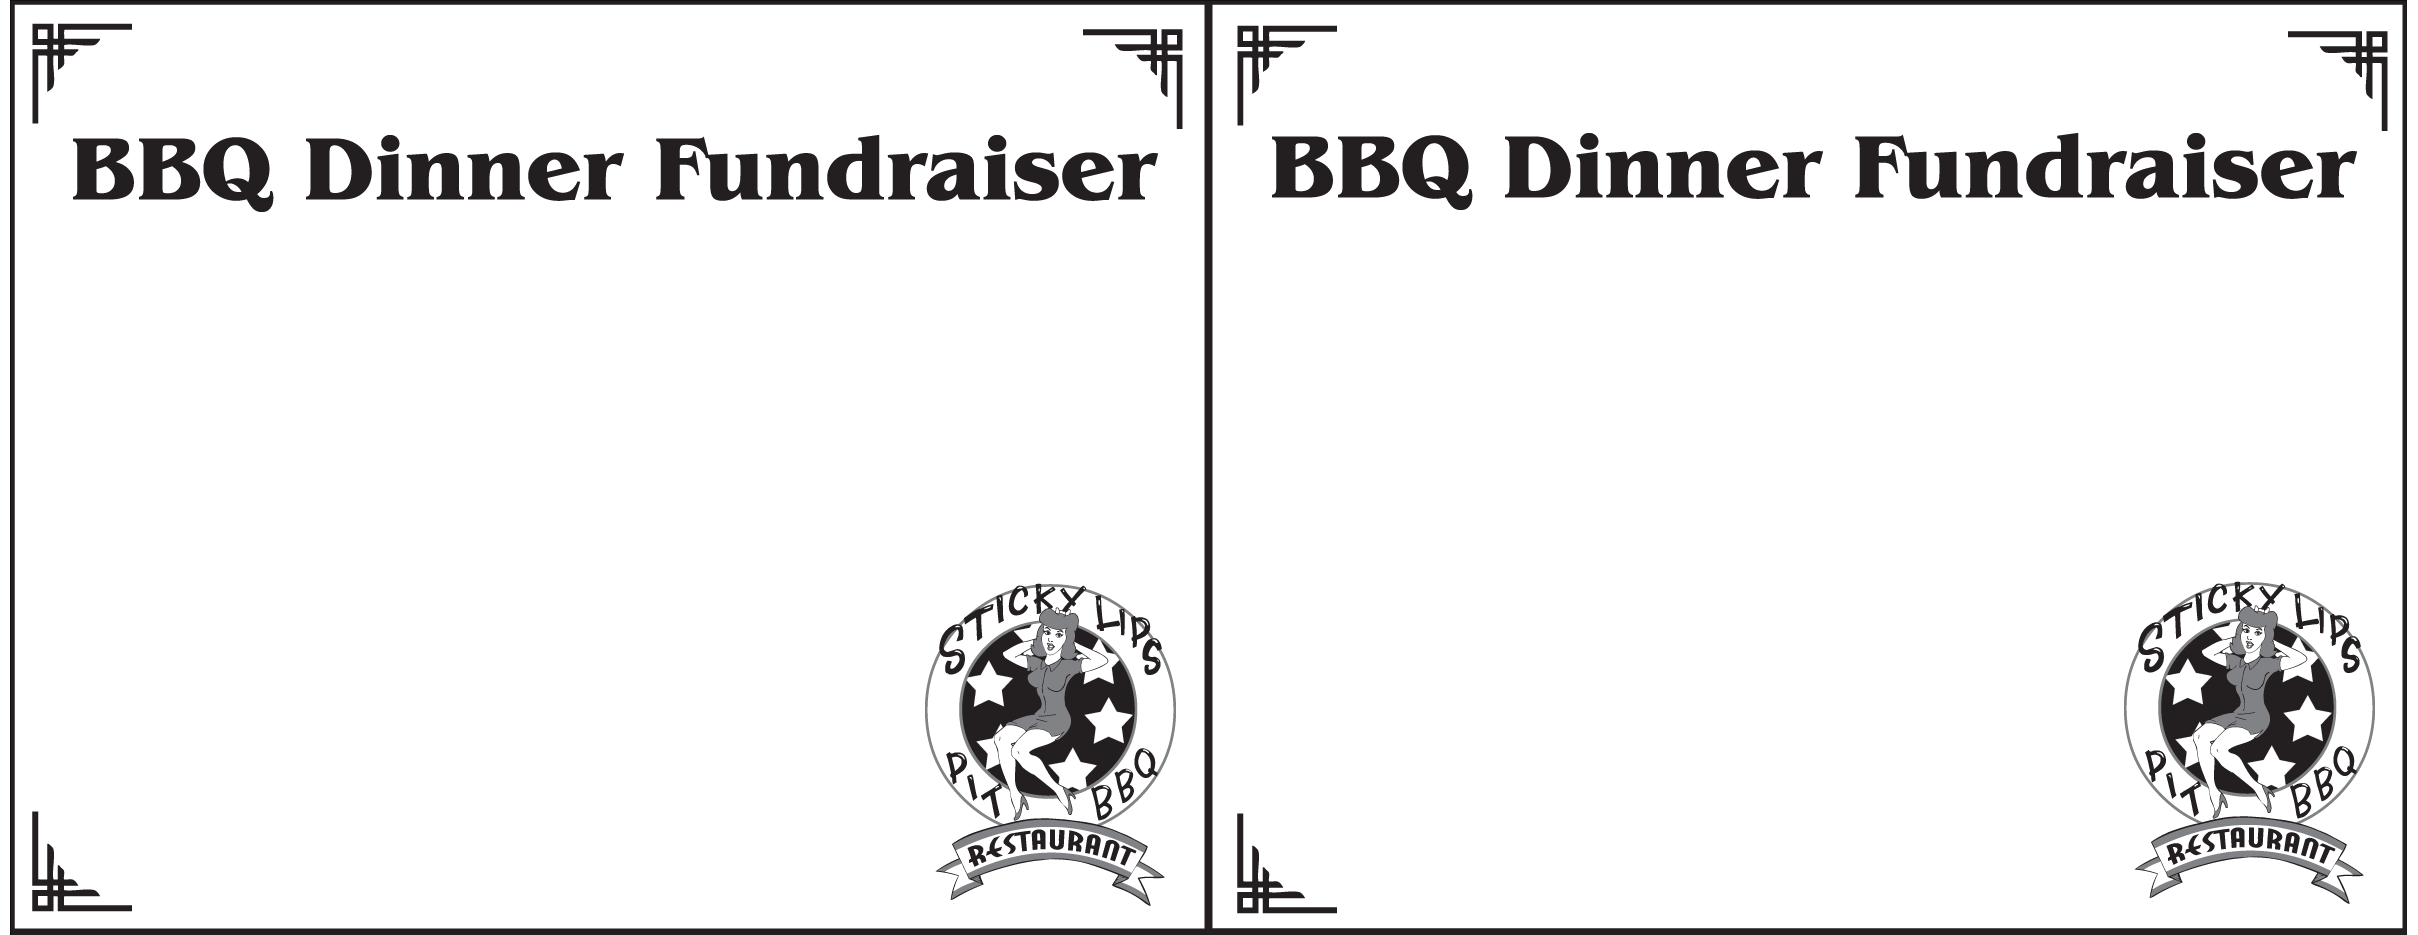 BBQ Dinner Fundraiser
STICKY LIPS
PIT BBQ
RESTAURANT
BBQ Dinner Fundraiser
STICKY LIPS
PIT BBQ
RESTAURANT